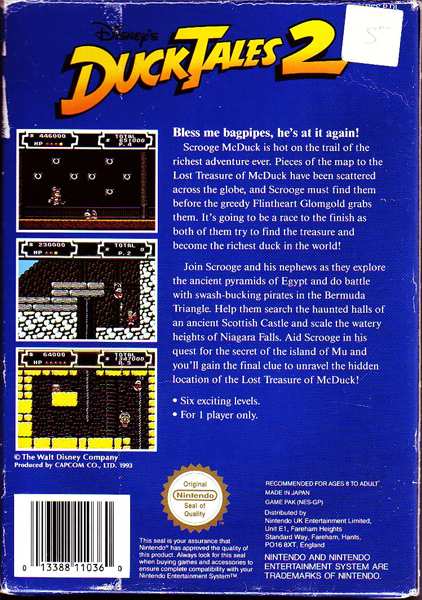 Disney's
DUCKTALES 2
Bless me bagpipes, he's at it again!
Scrooge McDuck is hot on the trail of the
richest adventure ever. Pieces of the map to the
Lost Treasure of McDuck have been scattered
across the globe, and Scrooge must find them
before the greedy Flintheart Glomgold grabs
them. It's going to be a race to the finish as
both of them try to find the treasure and
become the richest duck in the world!
Join Scrooge and his nephews as they explore
the ancient pyramids of Egypt and do battle
with swash-bucking pirates in the Bermuda
Triangle. Help them search the haunted halls of
an ancient Scottish Castle and scale the watery
heights of Niagara Falls. Aid Scrooge in his
quest for the secret of the island of Mu and
you'll gain the final clue to unravel the hidden
location of the Lost Treasure of McDuck!
• Six exciting levels.
• For 1 player only.
$ 446000 TOTAL
HP
P. 4
$ 230000 TOTAL
HP P. 2
$ 64000 TOTAL
HP
© The Walt Disney Company
Produced by CAPCOM CO., LTD. 1993
0 13388 11036 0
Original
Nintendo
Seal of
Quality
This seal is your assurance that
Nintendo® has approved the quality of
this product. Always look for this seal
when buying games and accessories to
ensure complete compatibility with your
Nintendo Entertainment System™.
RECOMMENDED FOR AGES 8 TO ADULT
MADE IN JAPAN
GAME PAK (NES-GP)
Distributed by
Nintendo UK Entertainment Limited,
Unit E1, Fareham Heights
Standard Way, Fareham, Hants,
PO16 8XT, England
NINTENDO AND NINTENDO
ENTERTAINMENT SYSTEM ARE
TRADEMARKS OF NINTENDO.